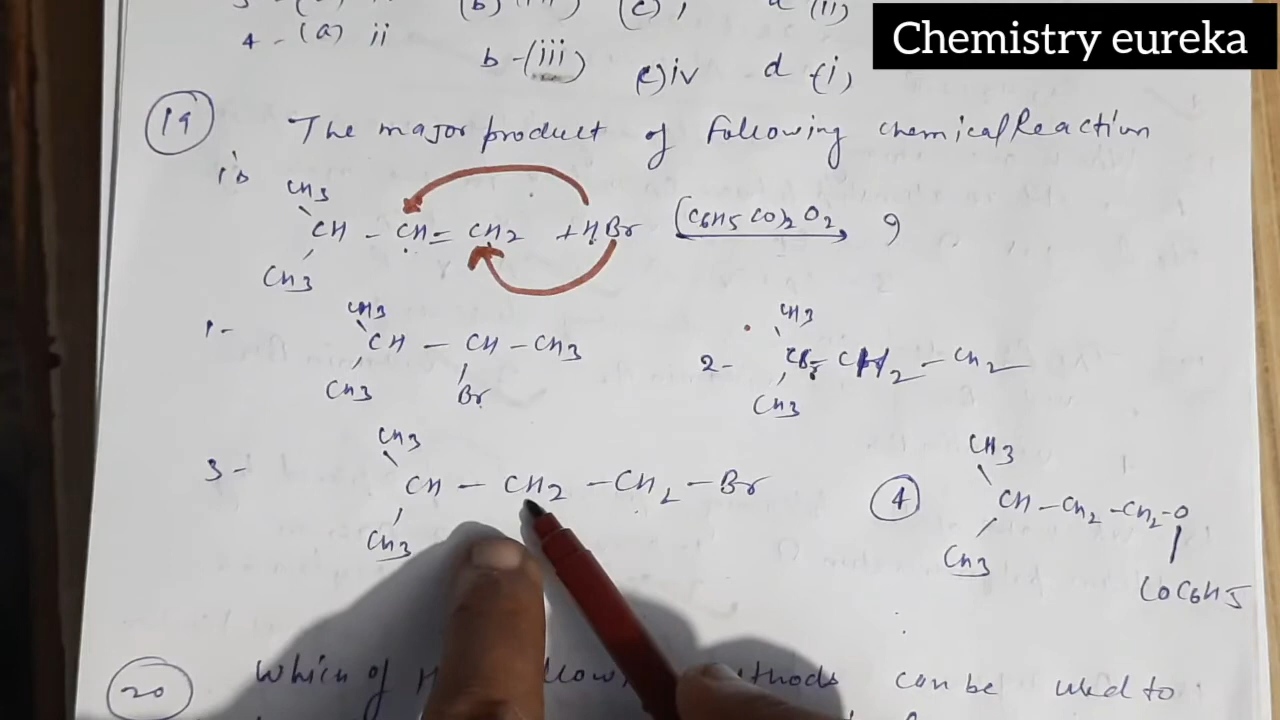 (b) (c) (ii)
Chemistry eureka
4 - (a) ii b - (iii) (c) iv d - (i)
(19) The major product of following chemical Reaction
is
CH3
CH - CH = CH2 + HBr (C6H5CO)2O2 ?
CH3
1- CH3 2- CH3
CH - CH - CH3 CH2 - CH2
CH3 Br CH3
3- CH3 (4) CH3
CH - CH2 - CH2 - Br CH - CH2 - CH2 - O
CH3 CH3 COC6H5
(20) Which of can be used to